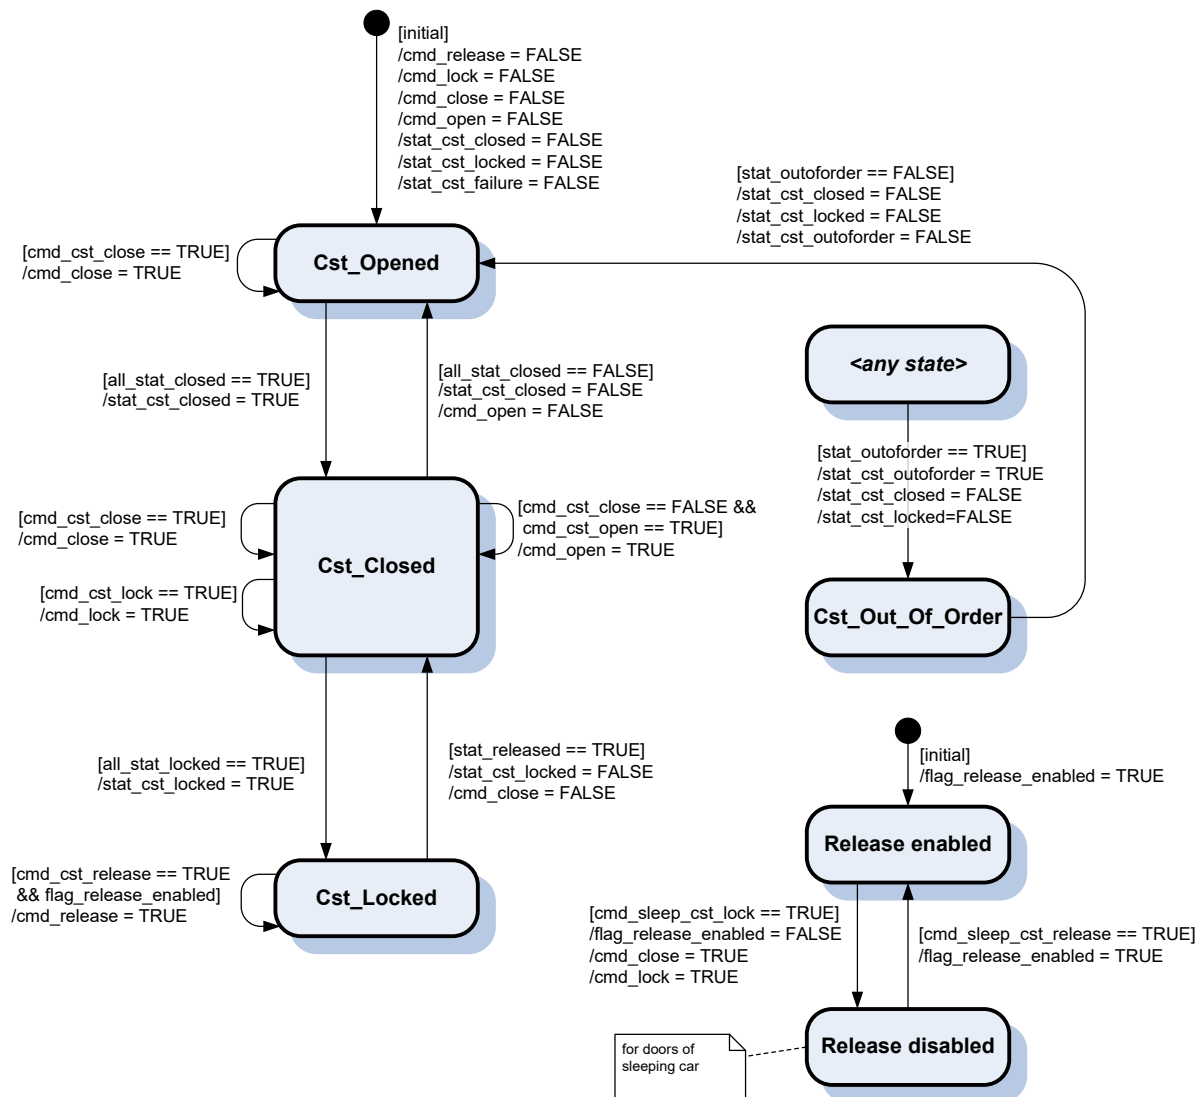 [initial]
/cmd_release = FALSE
/cmd_lock = FALSE
/cmd_close = FALSE
/cmd_open = FALSE
/stat_cst_closed = FALSE
/stat_cst_locked = FALSE
/stat_cst_failure = FALSE
[stat_outoforder == FALSE]
/stat_cst_closed = FALSE
/stat_cst_locked = FALSE
/stat_cst_outoforder = FALSE
[cmd_cst_close == TRUE]
/cmd_close = TRUE
Cst_Opened
<any state>
[all_stat_closed == TRUE]
/stat_cst_closed = TRUE
[all_stat_closed == FALSE]
/stat_cst_closed = FALSE
/cmd_open = FALSE
[stat_outoforder == TRUE]
/stat_cst_outoforder = TRUE
/stat_cst_closed = FALSE
/stat_cst_locked=FALSE
[cmd_cst_close == TRUE]
/cmd_close = TRUE
[cmd_cst_close == FALSE &&
cmd_cst_open == TRUE]
/cmd_open = TRUE
Cst_Closed
[cmd_cst_lock == TRUE]
/cmd_lock = TRUE
Cst_Out_Of_Order
[all_stat_locked == TRUE]
/stat_cst_locked = TRUE
[stat_released == TRUE]
/stat_cst_locked = FALSE
/cmd_close = FALSE
[initial]
/flag_release_enabled = TRUE
Release enabled
[cmd_cst_release == TRUE
&& flag_release_enabled]
/cmd_release = TRUE
Cst_Locked
[cmd_sleep_cst_lock == TRUE]
/flag_release_enabled = FALSE
/cmd_close = TRUE
/cmd_lock = TRUE
[cmd_sleep_cst_release == TRUE]
/flag_release_enabled = TRUE
Release disabled
for doors of
sleeping car